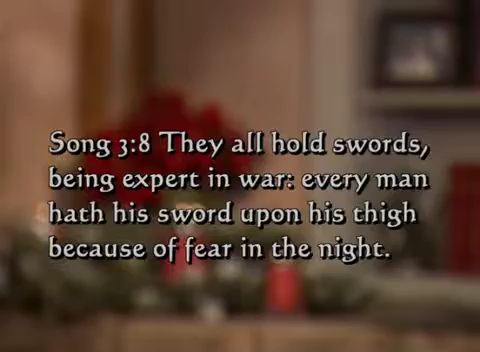 Song 3:8 They all hold swords,
being expert in war: every man
hath his sword upon his thigh
because of fear in the night.